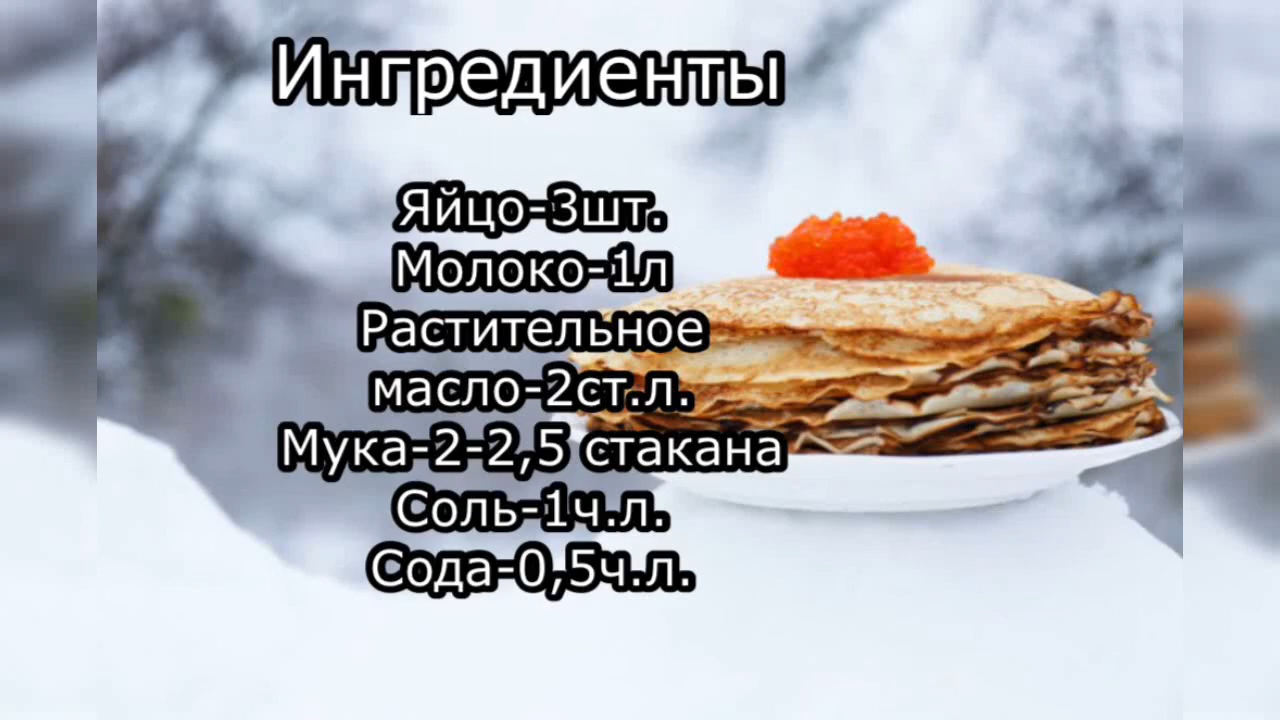 Ингредиенты
Яйцо-3шт.
Молоко-1л
Растительное
масло-2ст.л.
Мука-2-2,5 стакана
Соль-1ч.л.
Сода-0,5ч.л.